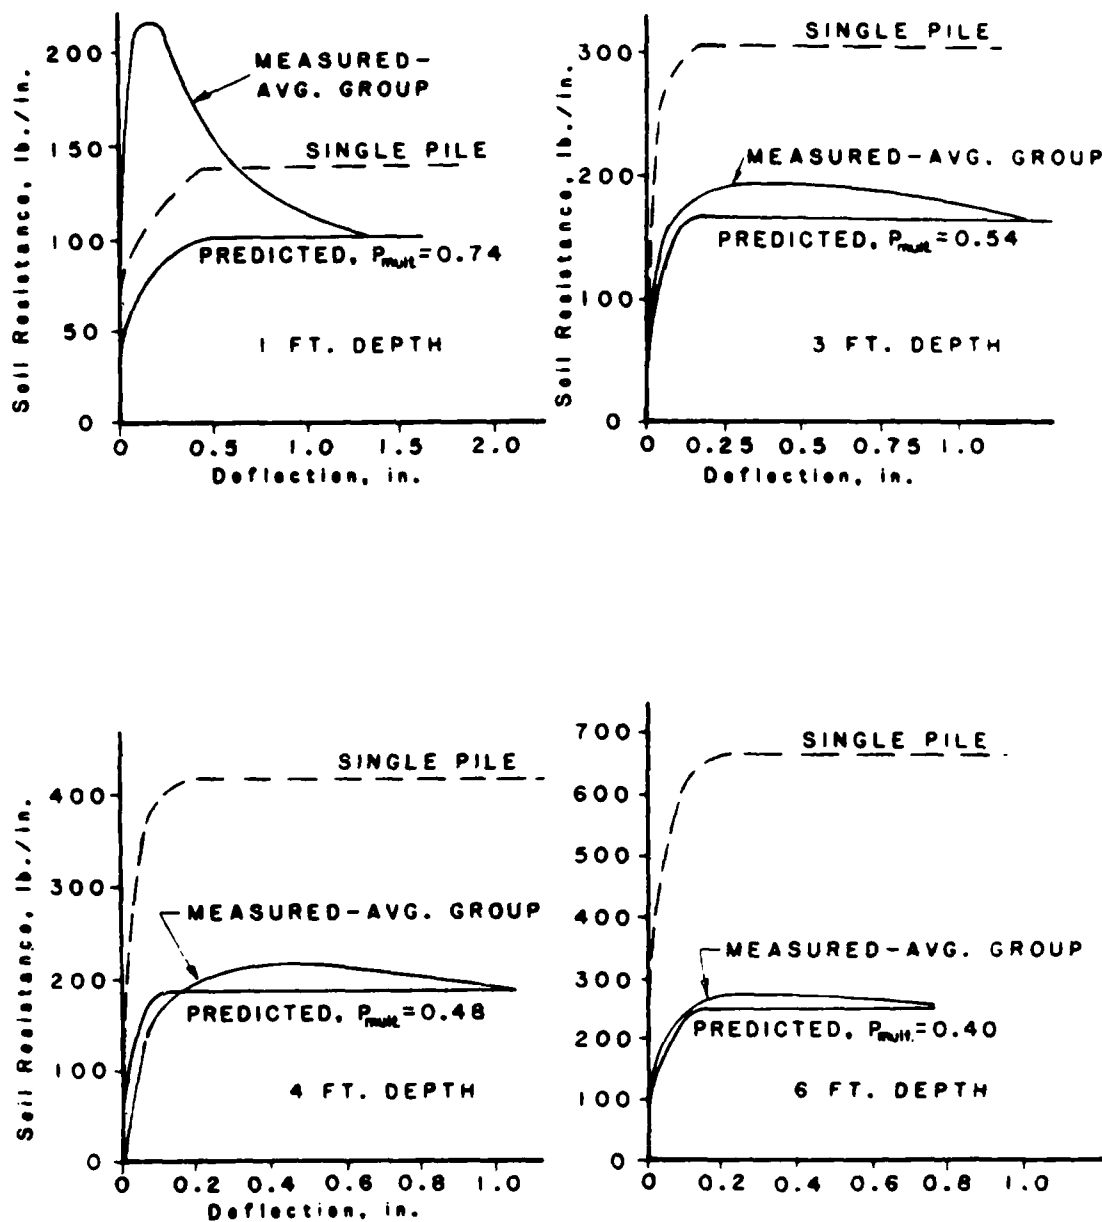 200
150
100
50
0
Soil Resistance, lb./in.
MEASURED-
AVG. GROUP
SINGLE PILE
PREDICTED, Pmult=0.74
1 FT. DEPTH
0 0.5 1.0 1.5 2.0
Deflection, in.
300
200
100
0
Soil Resistance, lb./in.
SINGLE PILE
MEASURED-AVG. GROUP
PREDICTED, Pmult=0.54
3 FT. DEPTH
0 0.25 0.5 0.75 1.0
Deflection, in.
400
300
200
100
0
Soil Resistance, lb./in.
SINGLE PILE
MEASURED-AVG. GROUP
PREDICTED, Pmult.=0.48
4 FT. DEPTH
0 0.2 0.4 0.6 0.8 1.0
Deflection, in.
700
600
500
400
300
200
100
0
SINGLE PILE
MEASURED-AVG. GROUP
PREDICTED, Pmult.=0.40
6 FT. DEPTH
0 0.2 0.4 0.6 0.8 1.0